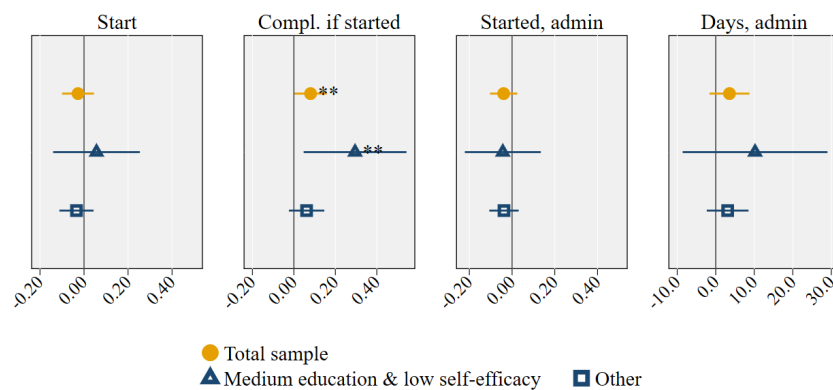 Start Compl. if started Started, admin Days, admin
**
**
-0.20 0.00 0.20 0.40 -0.20 0.00 0.20 0.40 -0.20 0.00 0.20 0.40 -10.0 0.0 10.0 20.0 30.0
Total sample
Medium education & low self-efficacy Other